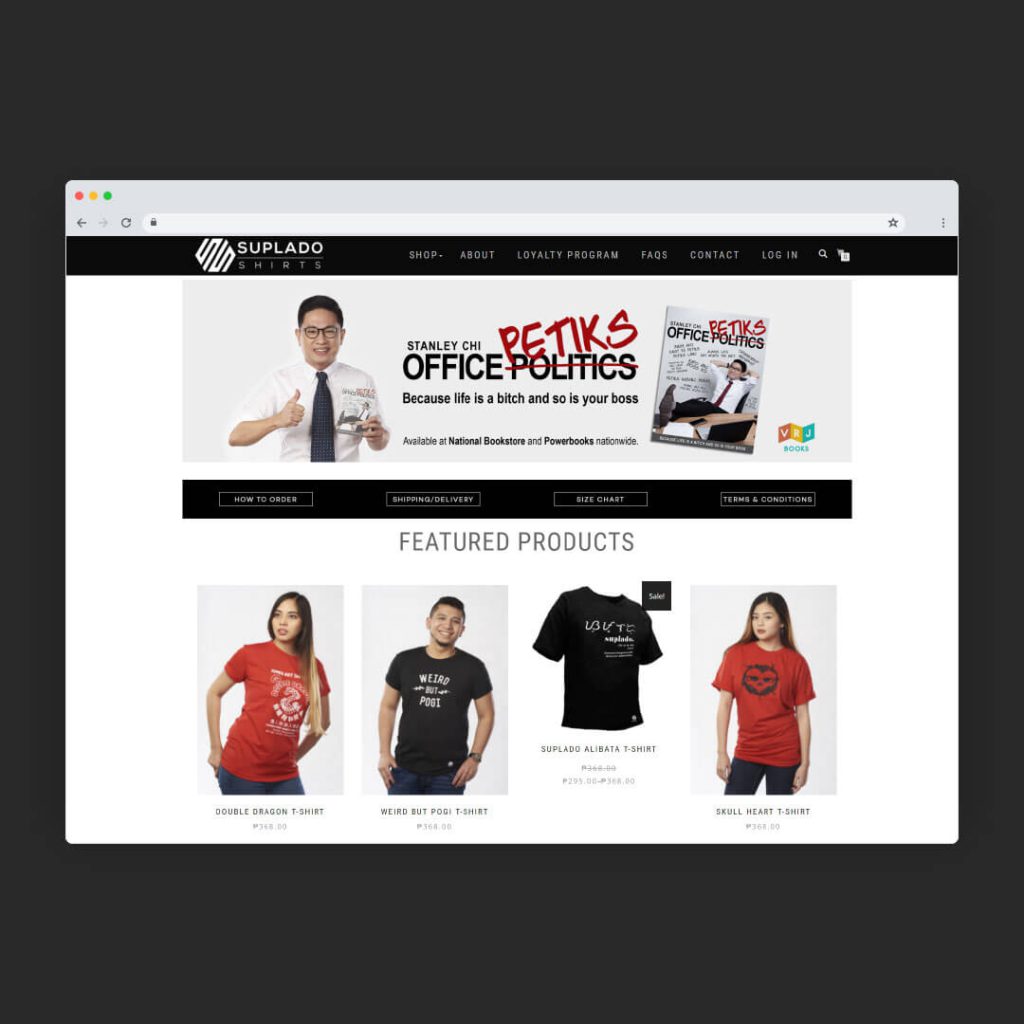 SUPLADO
SHIRTS
SHOP
ABOUT
LOYALTY PROGRAM
FAQS
CONTACT
LOG IN
0
STANLEY CHI
PETIKS
OFFICE POLITICS
Because life is a bitch and so is your boss
Available at National Bookstore and Powerbooks nationwide.
STANLEY CHI
PETIKS
OFFICE POLITICS
BECAUSE LIFE IS A BITCH AND SO IS YOUR BOSS
VRJ
BOOKS
HOW TO ORDER
SHIPPING/DELIVERY
SIZE CHART
TERMS & CONDITIONS
FEATURED PRODUCTS
WEIRD
BUT
POGI
Sale!
suplado.
DOUBLE DRAGON T-SHIRT
₱368.00
WEIRD BUT POGI T-SHIRT
₱368.00
SUPLADO ALIBATA T-SHIRT
₱368.00
₱295.00–₱368.00
SKULL HEART T-SHIRT
₱368.00